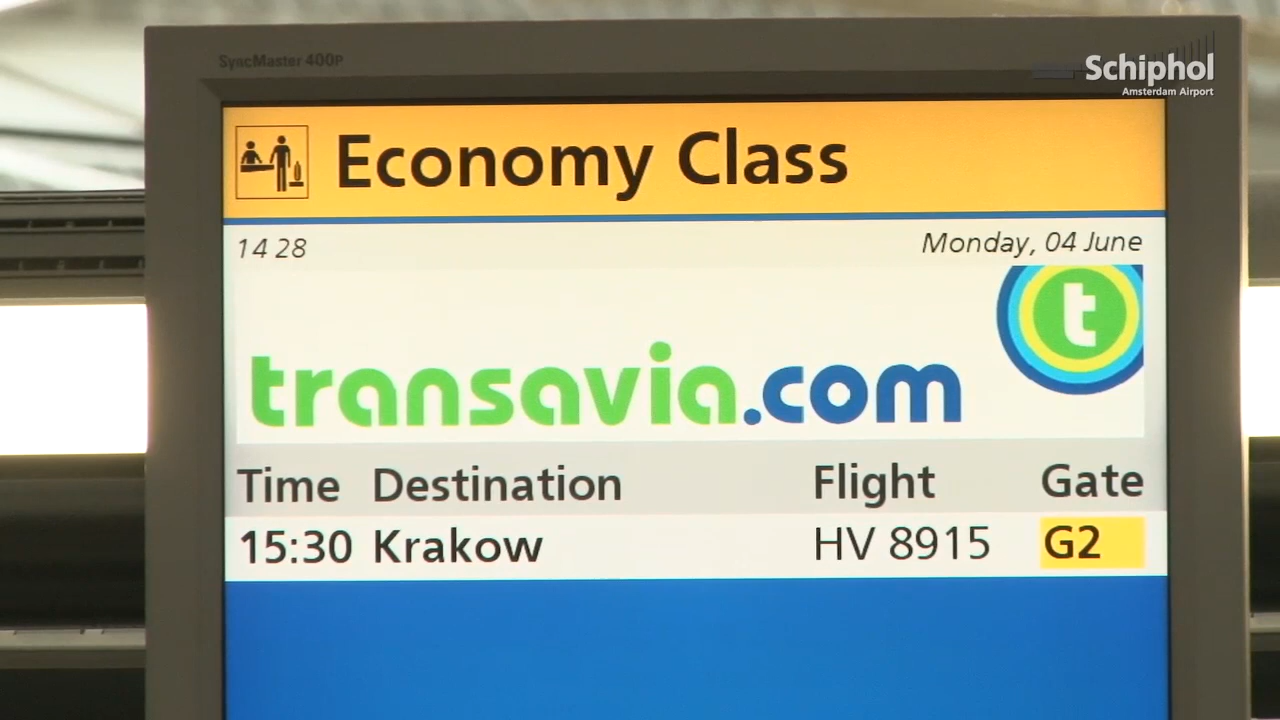 SyncMaster 400P
Schiphol
Amsterdam Airport
Economy Class
14 28 Monday, 04 June
t
transavia.com
Time Destination Flight Gate
15:30 Krakow HV 8915 G2